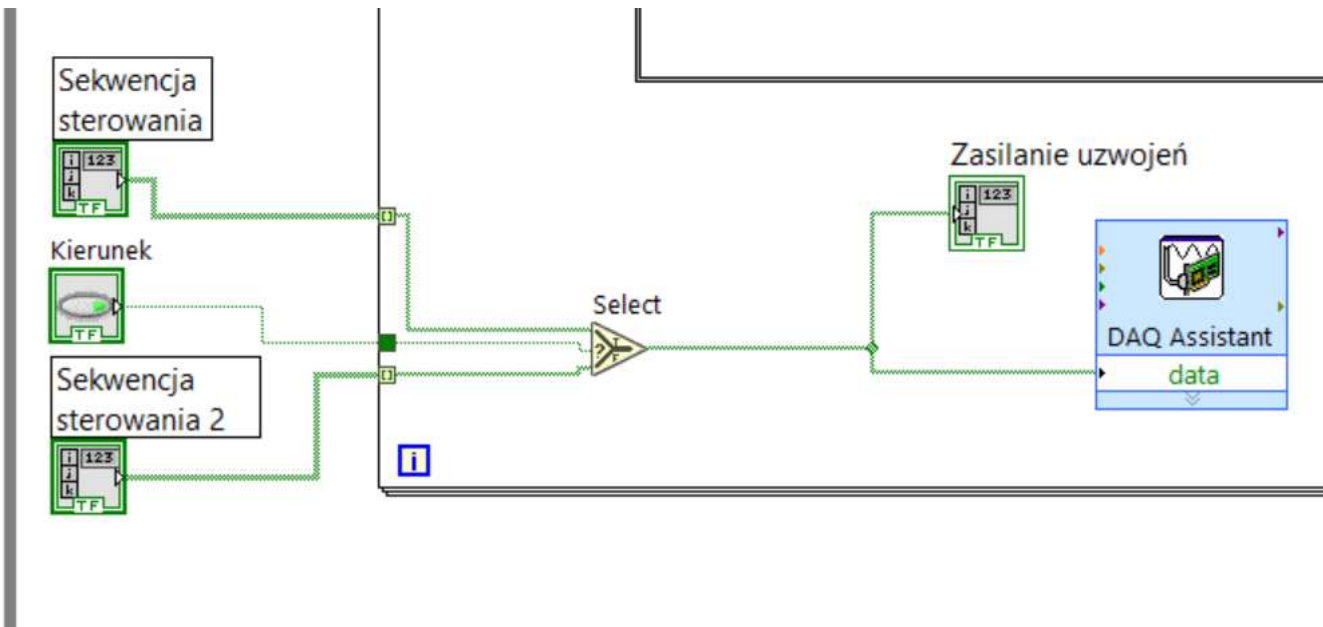 Sekwencja
sterowania
i 123
j
k
TF
Kierunek
TF
Sekwencja
sterowania 2
i 123
j
k
TF
i
Select
T
?
F
Zasilanie uzwojeń
i 123
j
k
TF
DAQ Assistant
data